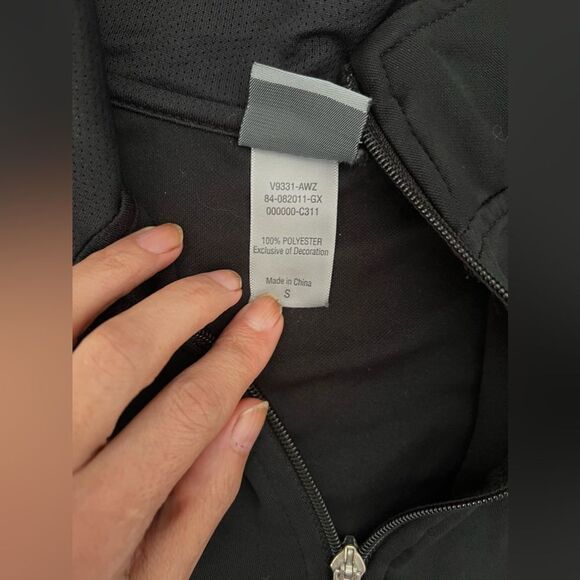 V9331-AWZ
84-082011-GX
000000-C311
100% POLYESTER
Exclusive of Decoration
Made in China
S